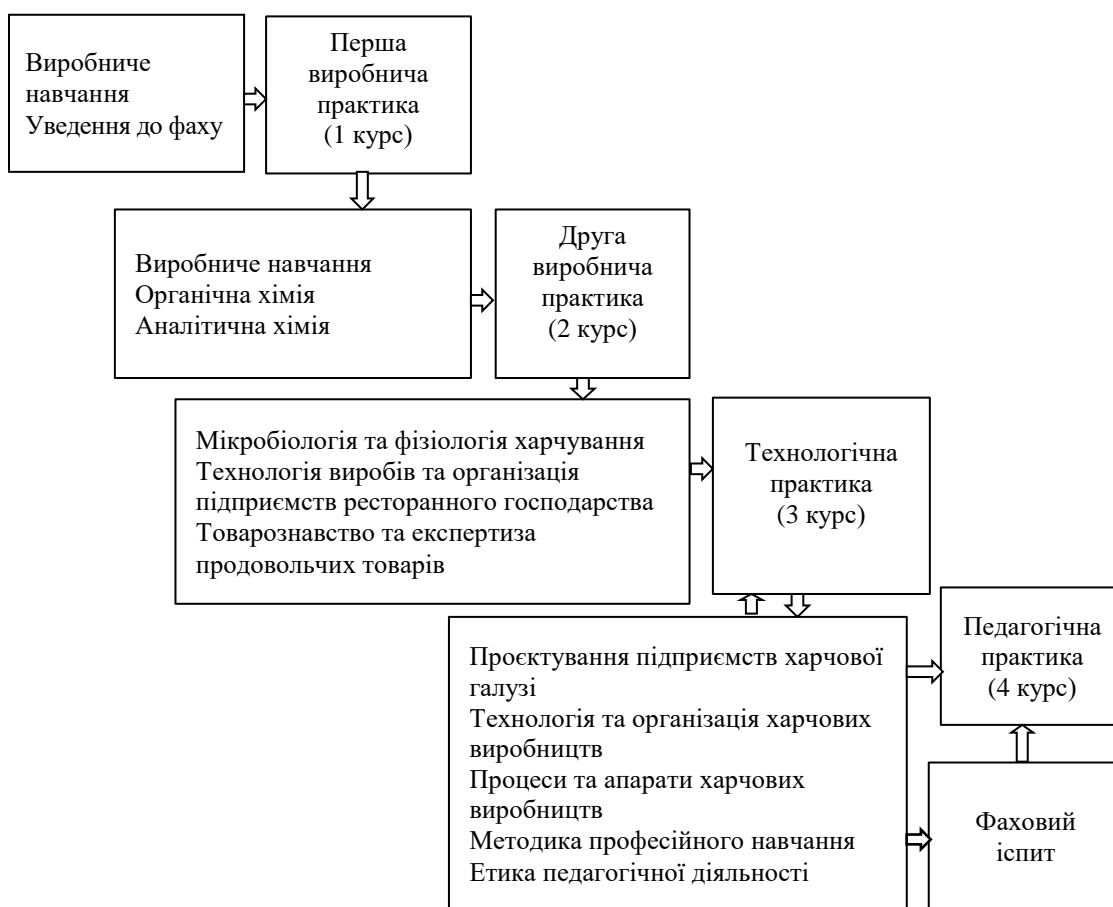 Виробниче
навчання
Уведення до фаху
Перша
виробнича
практика
(1 курс)
Виробниче навчання
Органічна хімія
Аналітична хімія
Друга
виробнича
практика
(2 курс)
Мікробіологія та фізіологія харчування
Технологія виробів та організація
підприємств ресторанного господарства
Товарознавство та експертиза
продовольчих товарів
Технологічна
практика
(3 курс)
Проєктування підприємств харчової
галузі
Технологія та організація харчових
виробництв
Процеси та апарати харчових
виробництв
Методика професійного навчання
Етика педагогічної діяльності
Педагогічна
практика
(4 курс)
Фаховий
іспит